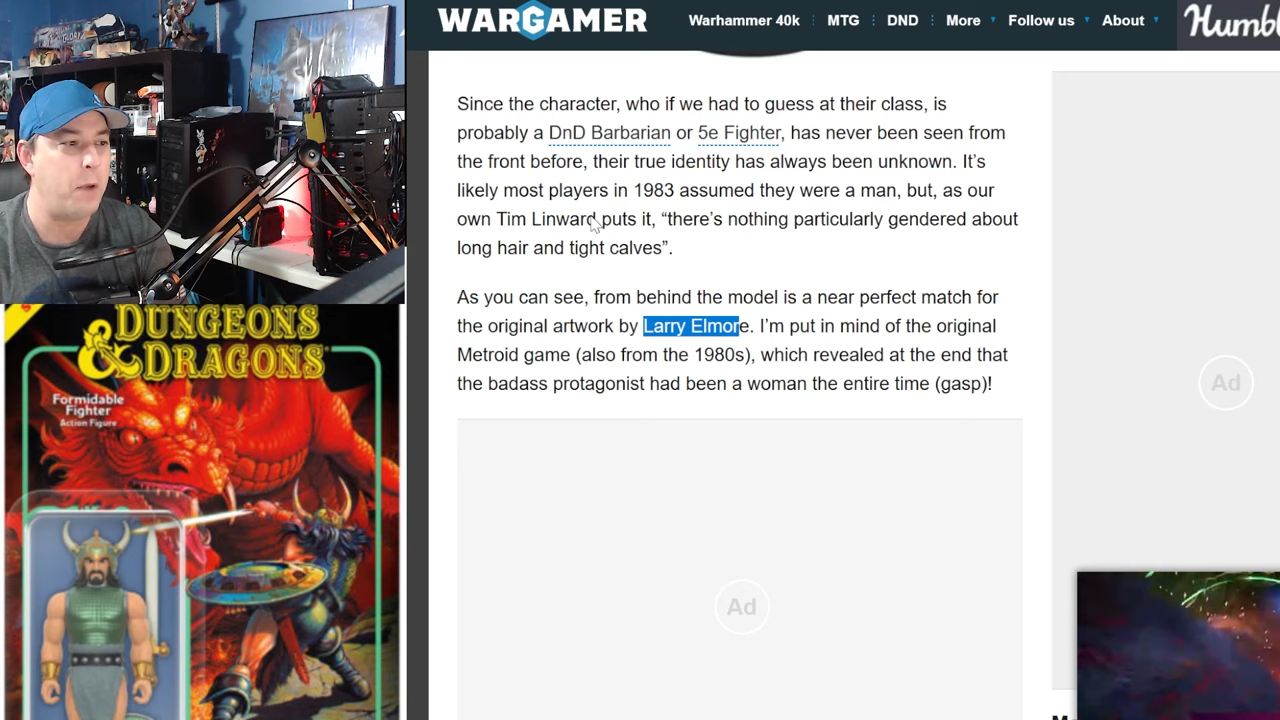 WARGAMER
Warhammer 40k
MTG
DND
More
Follow us
About
Humbl
Since the character, who if we had to guess at their class, is
probably a DnD Barbarian or 5e Fighter, has never been seen from
the front before, their true identity has always been unknown. It's
likely most players in 1983 assumed they were a man, but, as our
own Tim Linward puts it, “there's nothing particularly gendered about
long hair and tight calves”.
As you can see, from behind the model is a near perfect match for
the original artwork by Larry Elmore. I'm put in mind of the original
Metroid game (also from the 1980s), which revealed at the end that
the badass protagonist had been a woman the entire time (gasp)!
Ad
Ad
DUNGEONS
& DRAGONS
Formidable
Fighter
Action Figure